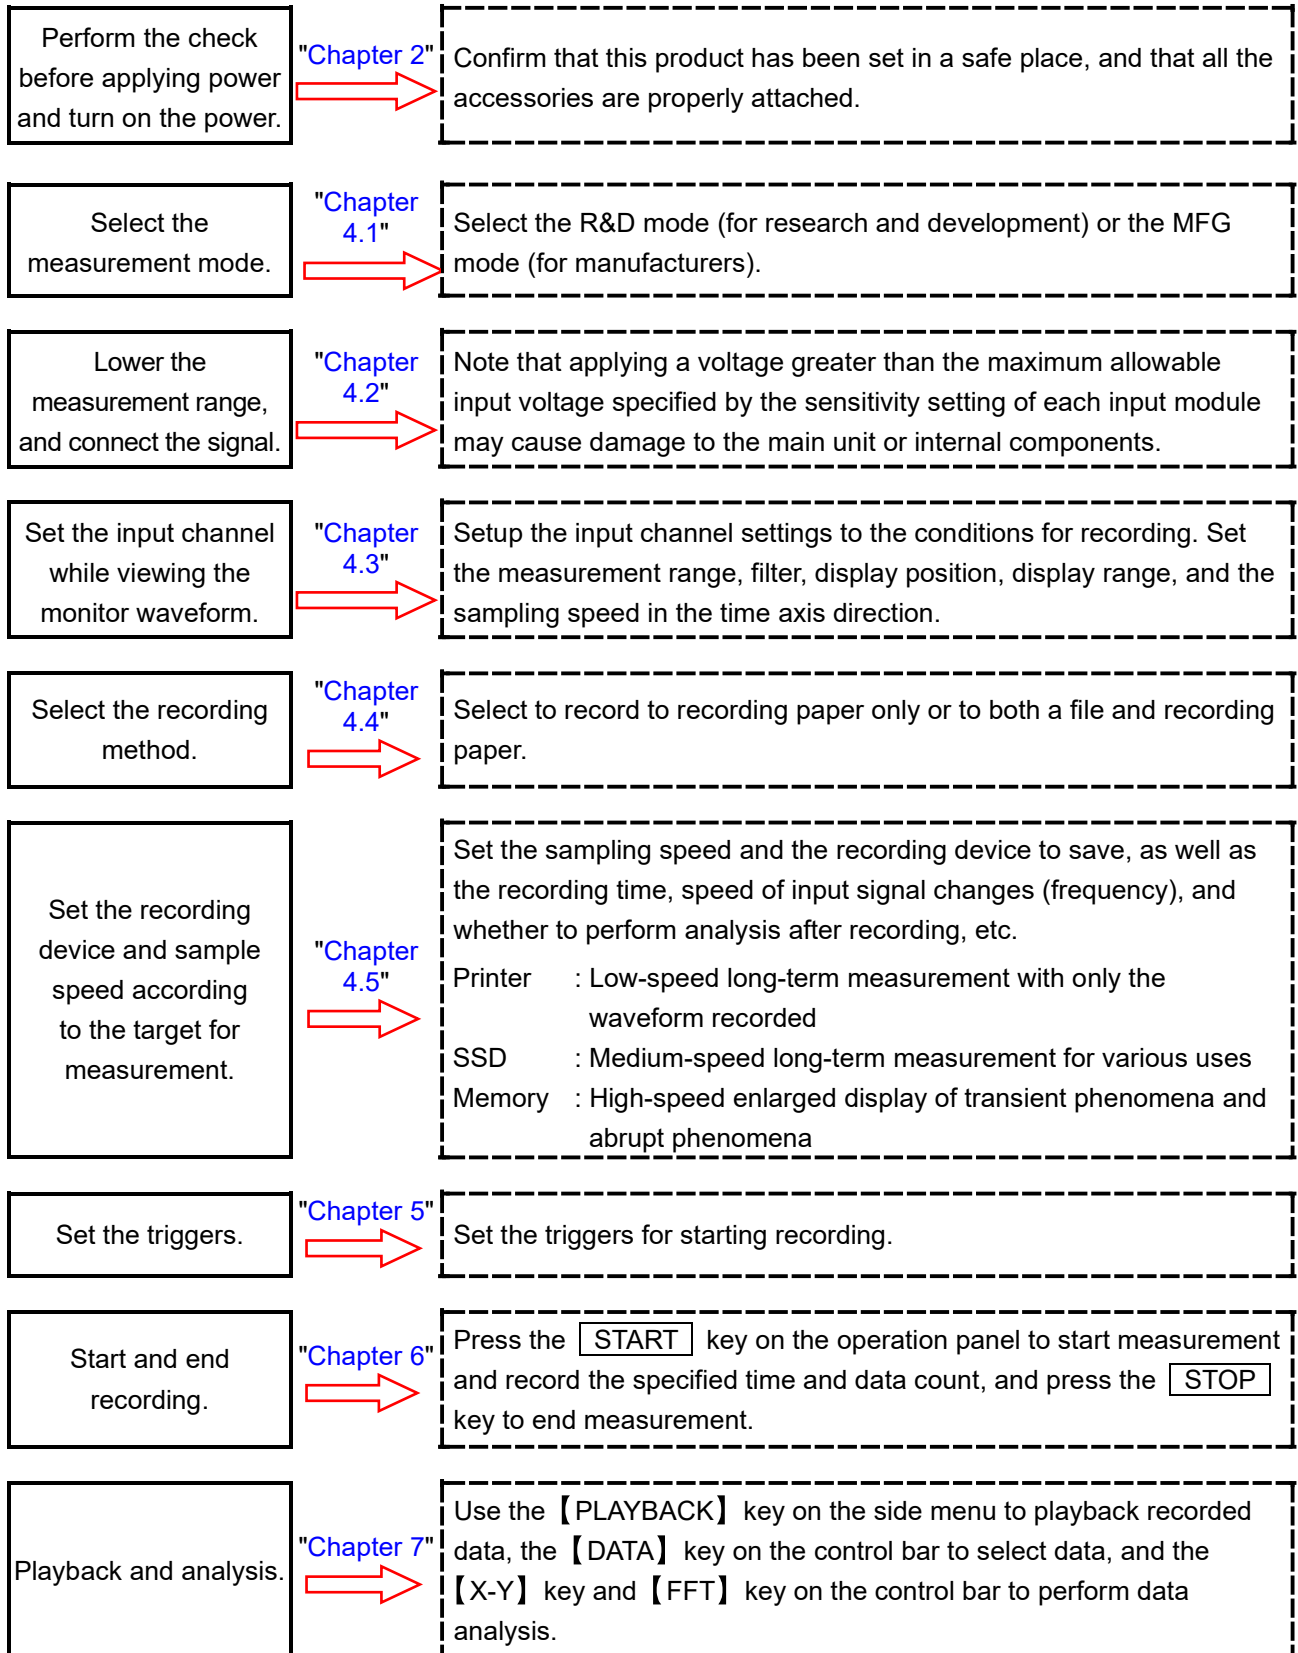 Perform the check
before applying power
and turn on the power.
"Chapter 2"
Confirm that this product has been set in a safe place, and that all the
accessories are properly attached.
Select the
measurement mode.
"Chapter
4.1"
Select the R&D mode (for research and development) or the MFG
mode (for manufacturers).
Lower the
measurement range,
and connect the signal.
"Chapter
4.2"
Note that applying a voltage greater than the maximum allowable
input voltage specified by the sensitivity setting of each input module
may cause damage to the main unit or internal components.
Set the input channel
while viewing the
monitor waveform.
"Chapter
4.3"
Setup the input channel settings to the conditions for recording. Set
the measurement range, filter, display position, display range, and the
sampling speed in the time axis direction.
Select the recording
method.
"Chapter
4.4"
Select to record to recording paper only or to both a file and recording
paper.
Set the recording
device and sample
speed according
to the target for
measurement.
"Chapter
4.5"
Set the sampling speed and the recording device to save, as well as
the recording time, speed of input signal changes (frequency), and
whether to perform analysis after recording, etc.
Printer : Low-speed long-term measurement with only the
waveform recorded
SSD : Medium-speed long-term measurement for various uses
Memory : High-speed enlarged display of transient phenomena and
abrupt phenomena
Set the triggers.
"Chapter 5"
Set the triggers for starting recording.
Start and end
recording.
"Chapter 6"
Press the START key on the operation panel to start measurement
and record the specified time and data count, and press the STOP
key to end measurement.
Playback and analysis.
"Chapter 7"
Use the【PLAYBACK】key on the side menu to playback recorded
data, the【DATA】key on the control bar to select data, and the
【X-Y】key and【FFT】key on the control bar to perform data
analysis.